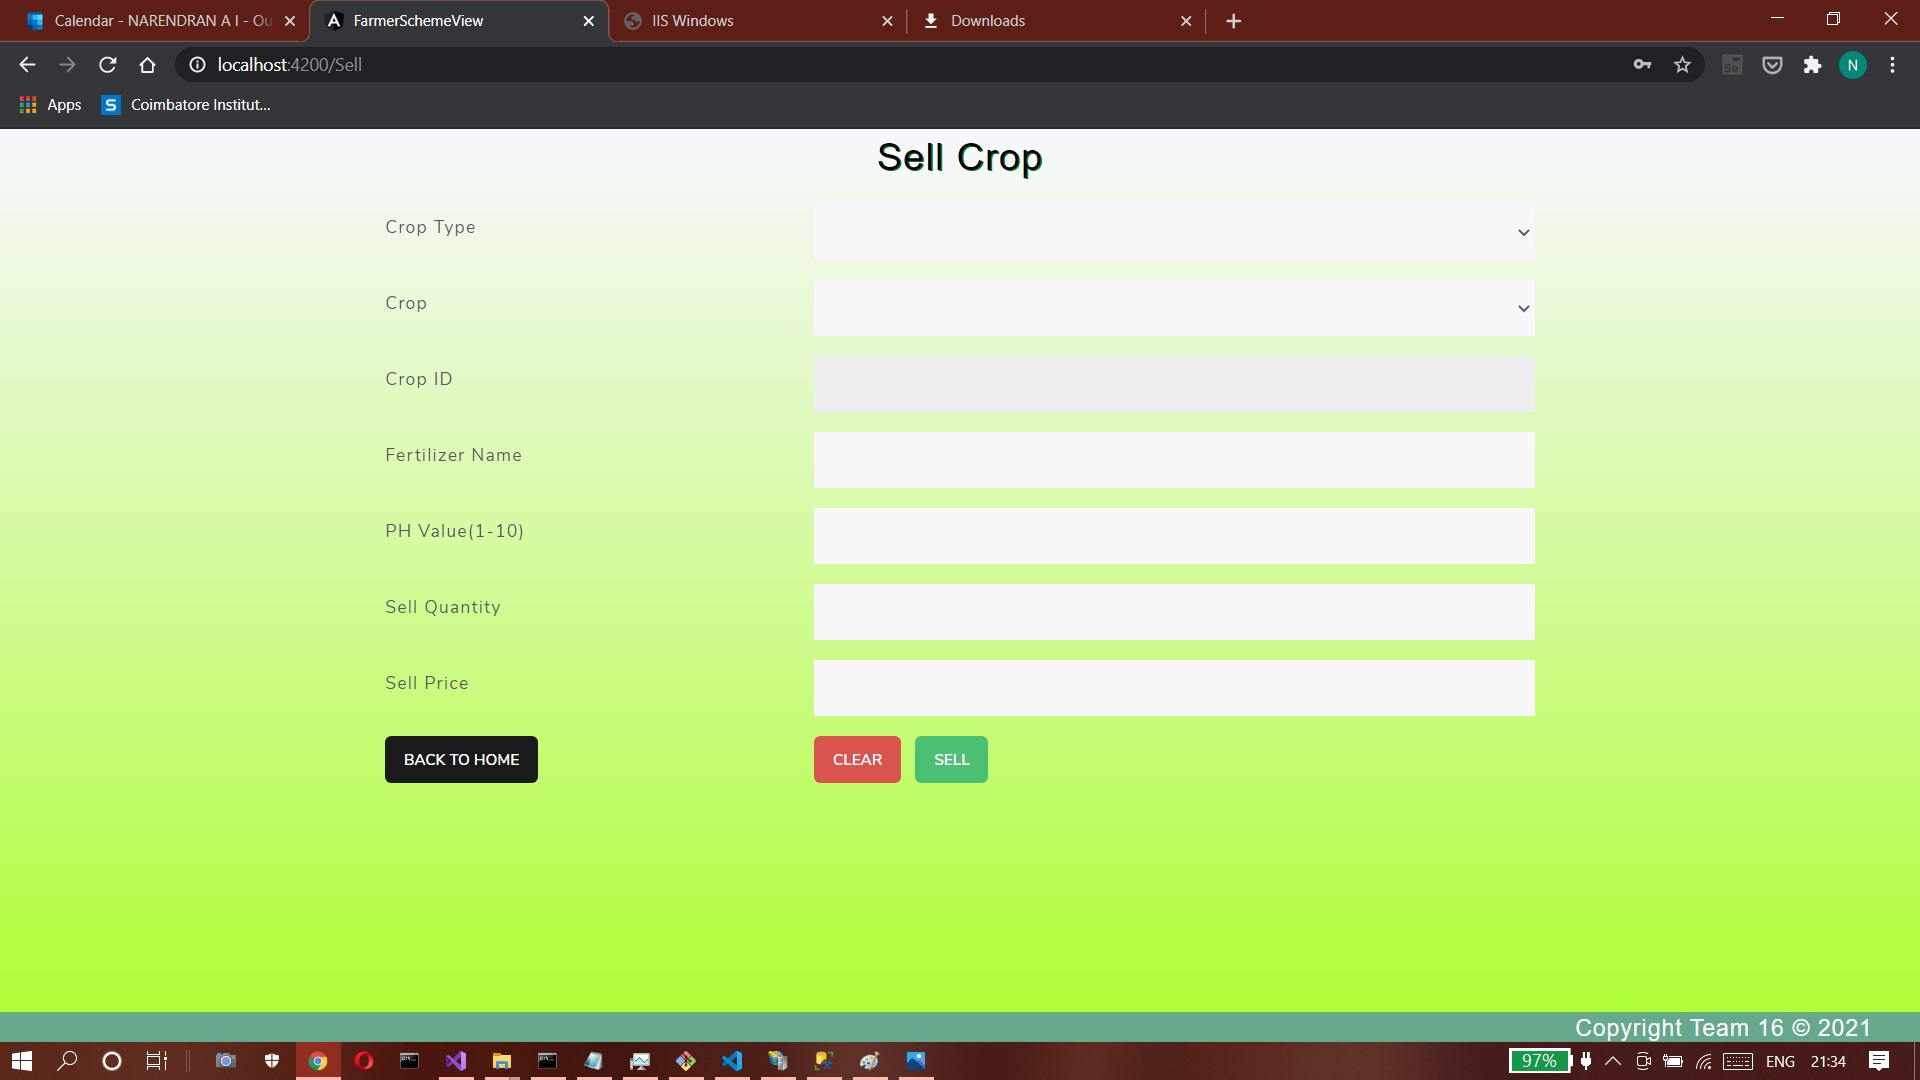 Calendar - NARENDRAN A I - Ou
FarmerSchemeView
IIS Windows
Downloads
localhost:4200/Sell
Se
N
Apps
S
Coimbatore Institut...
Sell Crop
Crop Type
Crop
Crop ID
Fertilizer Name
PH Value(1-10)
Sell Quantity
Sell Price
BACK TO HOME
CLEAR
SELL
Copyright Team 16 © 2021
97%
ENG
21:34